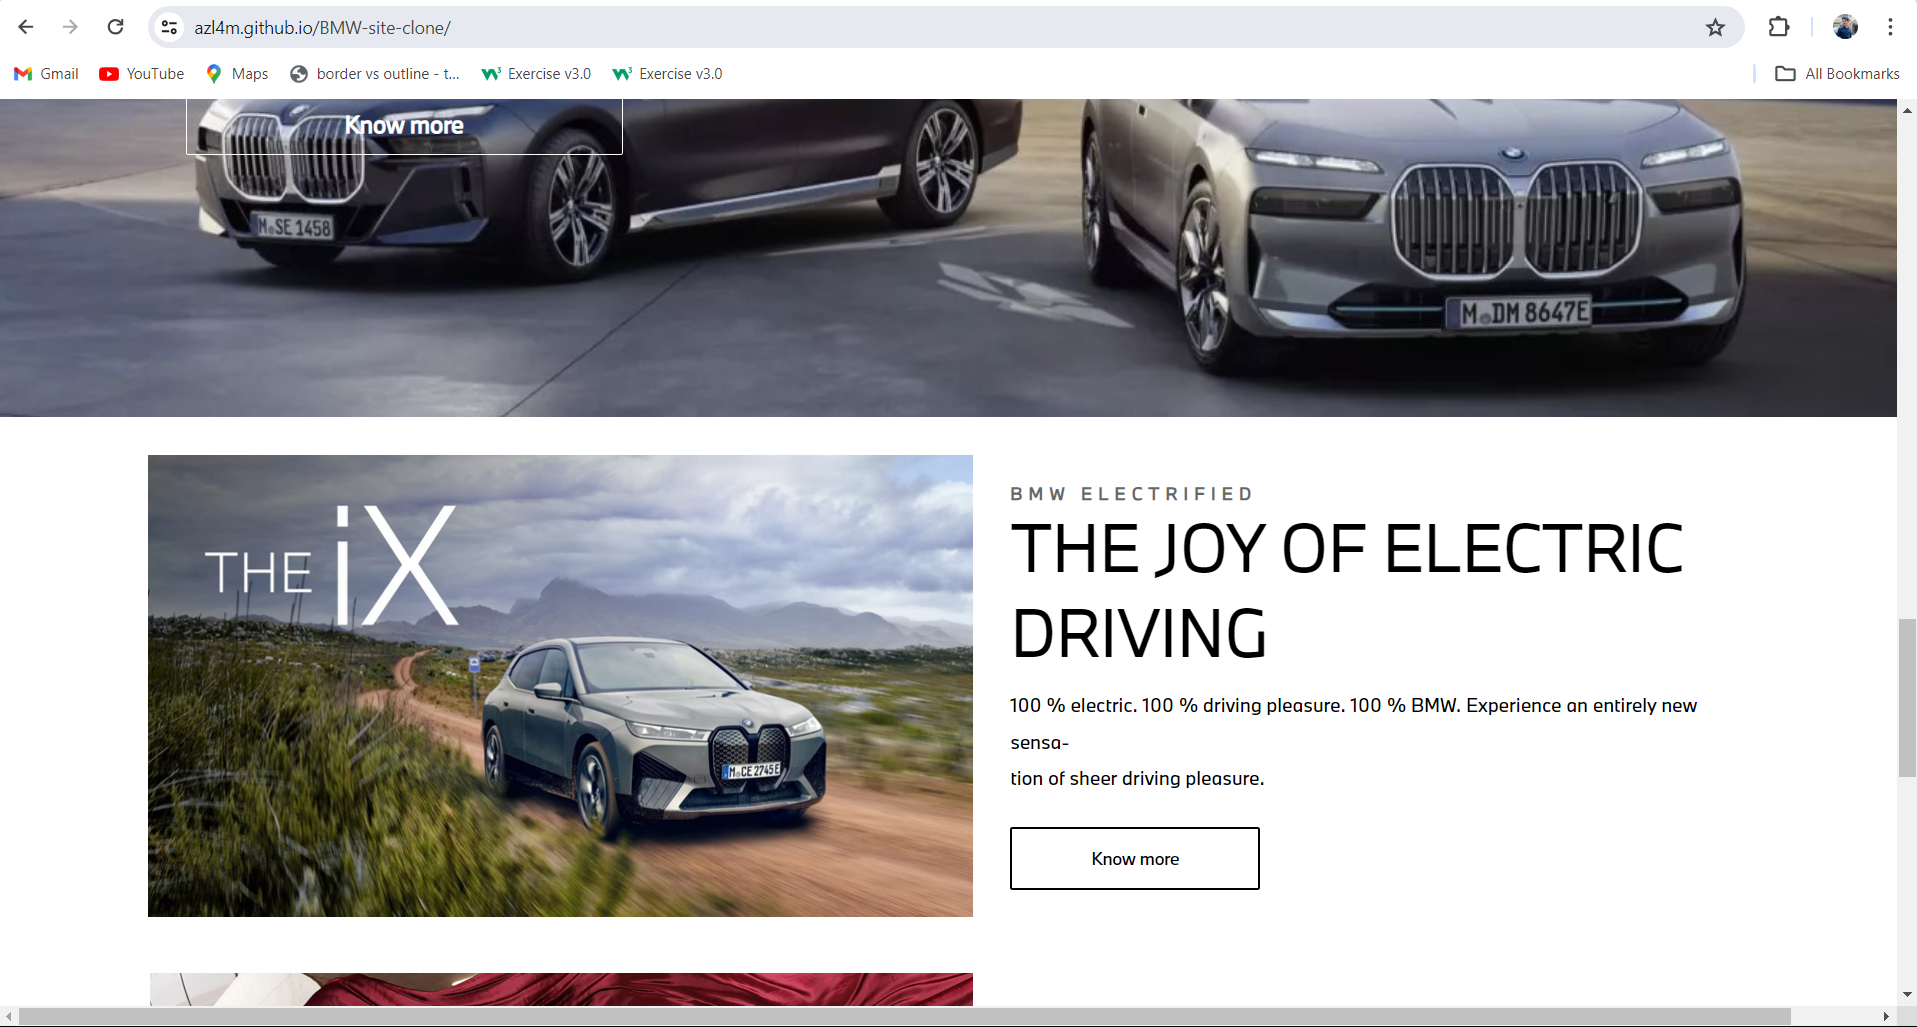 azl4m.github.io/BMW-site-clone/
Gmail YouTube Maps border vs outline - t... Exercise v3.0 Exercise v3.0 All Bookmarks
Know more
M SE 1458
M DM 8647E
THE iX
M CE 2745E
BMW ELECTRIFIED
THE JOY OF ELECTRIC
DRIVING
100 % electric. 100 % driving pleasure. 100 % BMW. Experience an entirely new
sensa-
tion of sheer driving pleasure.
Know more